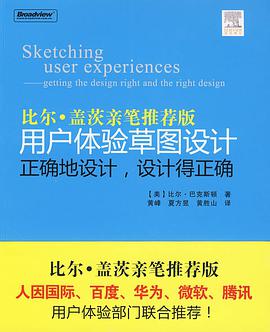 Broadview
Sketching
user experiences
——getting the design right and the right design
比尔·盖茨亲笔推荐版
用户体验草图设计
正确地设计,设计得正确
【美】比尔·巴克斯顿 著
黄峰 夏方昱 黄胜山 译
比尔·盖茨亲笔推荐版
人因国际、百度、华为、微软、腾讯
用户体验部门联合推荐!